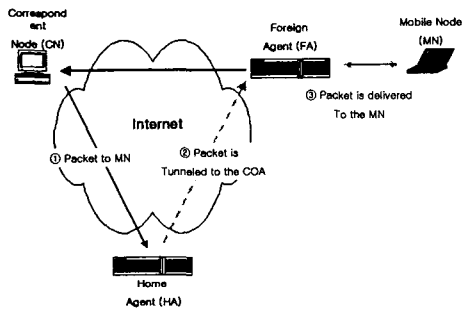 Correspond
ent
Node (CN)
Foreign
Agent (FA)
Mobile Node
(MN)
③ Packet is delivered
To the MN
Internet
① Packet to MN
② Packet is
Tunneled to the COA
Home
Agent (HA)